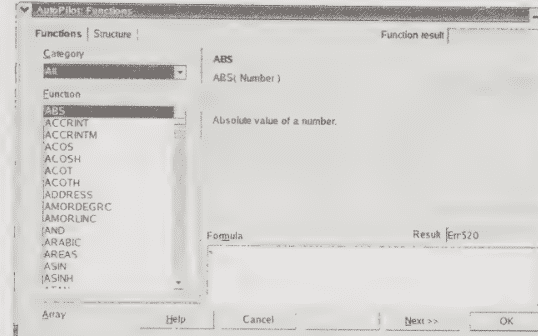 AutoPilot: Functions
Functions
Structure
Function result
Category
All
Function
ABS
ACCRINT
ACCRINTM
ACOS
ACOSH
ACOT
ACOTH
ADDRESS
AMORDEGRC
AMORLINC
AND
ARABIC
AREAS
ASIN
ASINH
ABS
ABS( Number )
Absolute value of a number.
Formula
Result
Err520
Array
Help
Cancel
Next >>
OK